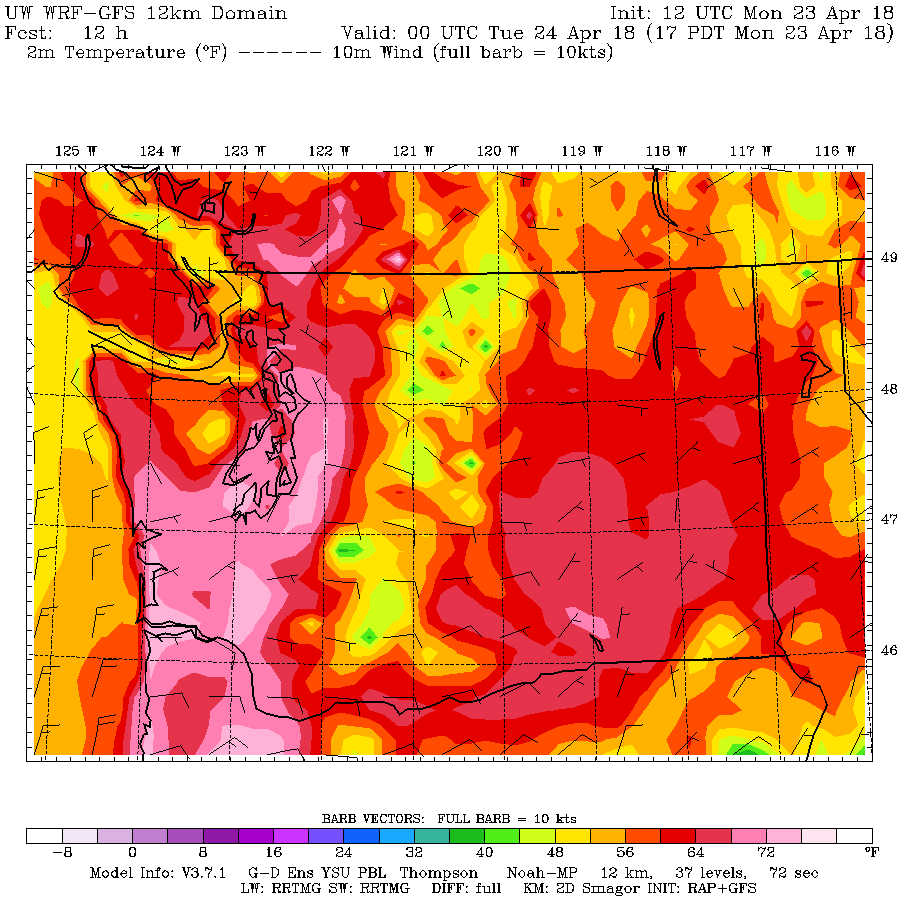 UW WRF-GFS 12km Domain Init: 12 UTC Mon 23 Apr 18
Fcst: 12 h Valid: 00 UTC Tue 24 Apr 18 (17 PDT Mon 23 Apr 18)
2m Temperature (°F) ------ 10m Wind (full barb = 10kts)
125 W 124 W 123 W 122 W 121 W 120 W 119 W 118 W 117 W 116 W
49
48
47
46
BARB VECTORS: FULL BARB = 10 kts
-8 0 8 16 24 32 40 48 56 64 72 °F
Model Info: V3.7.1 G-D Ens YSU PBL Thompson Noah-MP 12 km, 37 levels, 72 sec
LW: RRTMG SW: RRTMG DIFF: full KM: 2D Smagor INIT: RAP+GFS